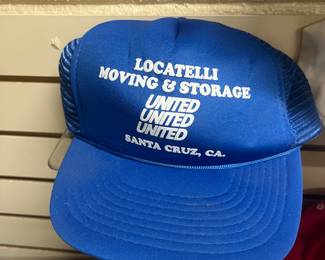 LOCATELLI
MOVING & STORAGE
UNITED
UNITED
UNITED
SANTA CRUZ, CA.